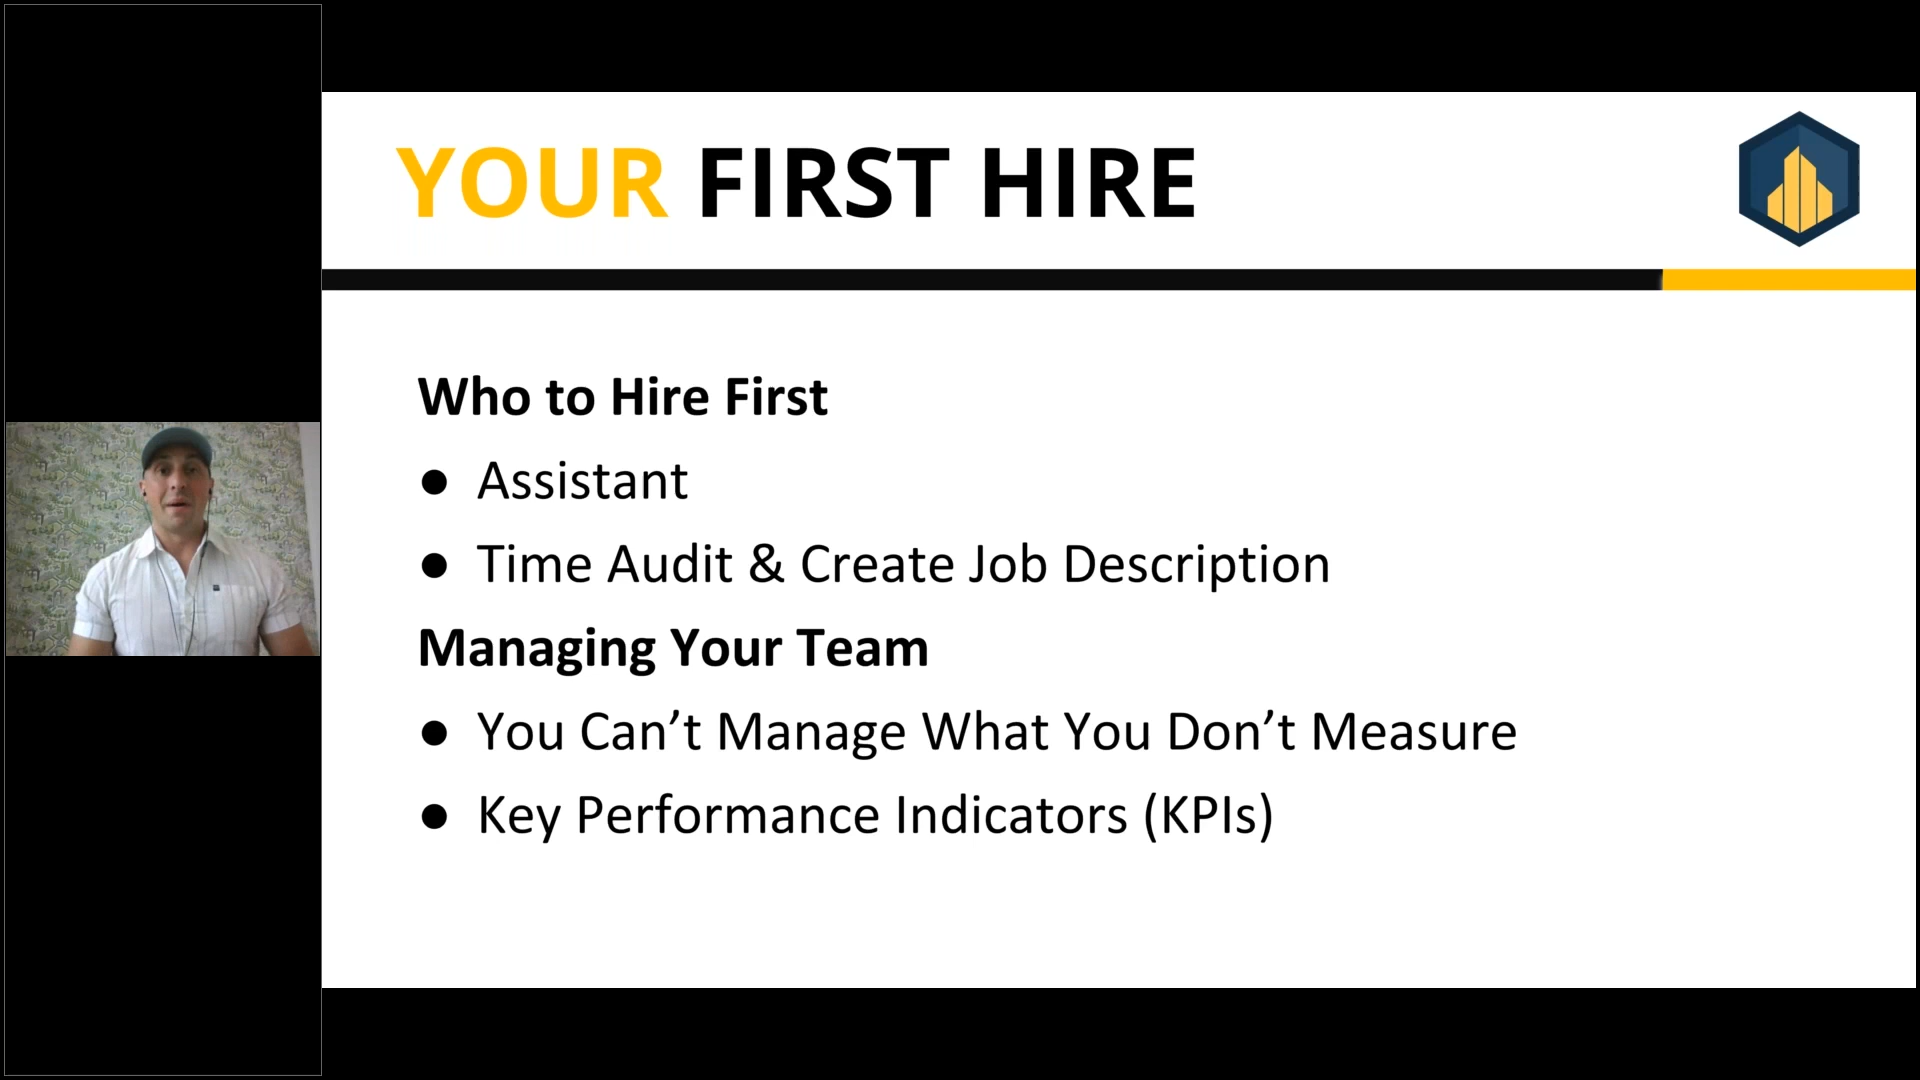 YOUR FIRST HIRE
Who to Hire First
● Assistant
● Time Audit & Create Job Description
Managing Your Team
● You Can’t Manage What You Don’t Measure
● Key Performance Indicators (KPIs)